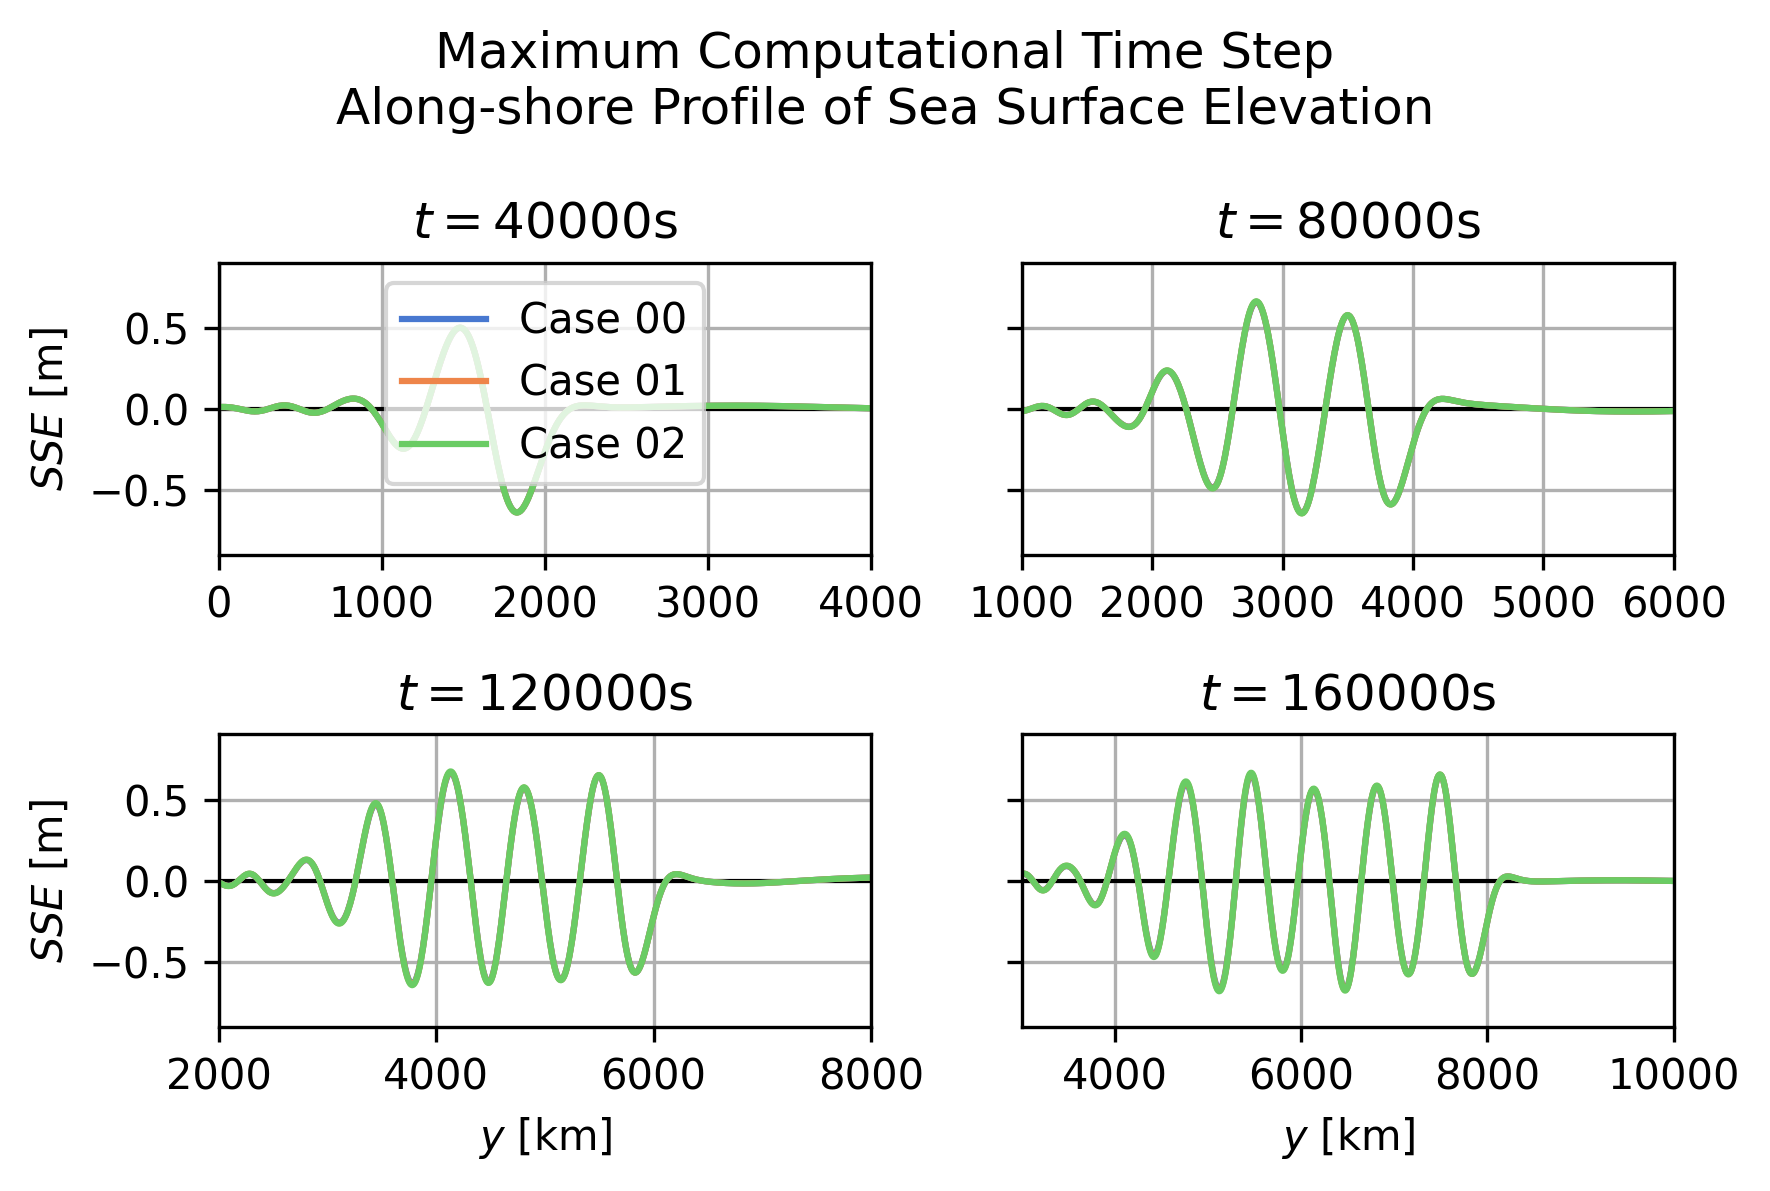 Maximum Computational Time Step
Along-shore Profile of Sea Surface Elevation
t = 40000s
t = 80000s
SSE [m]
0.5
0.0
−0.5
Case 00
Case 01
Case 02
0 1000 2000 3000 4000
1000 2000 3000 4000 5000 6000
t = 120000s
t = 160000s
SSE [m]
0.5
0.0
−0.5
2000 4000 6000 8000
4000 6000 8000 10000
y [km]
y [km]